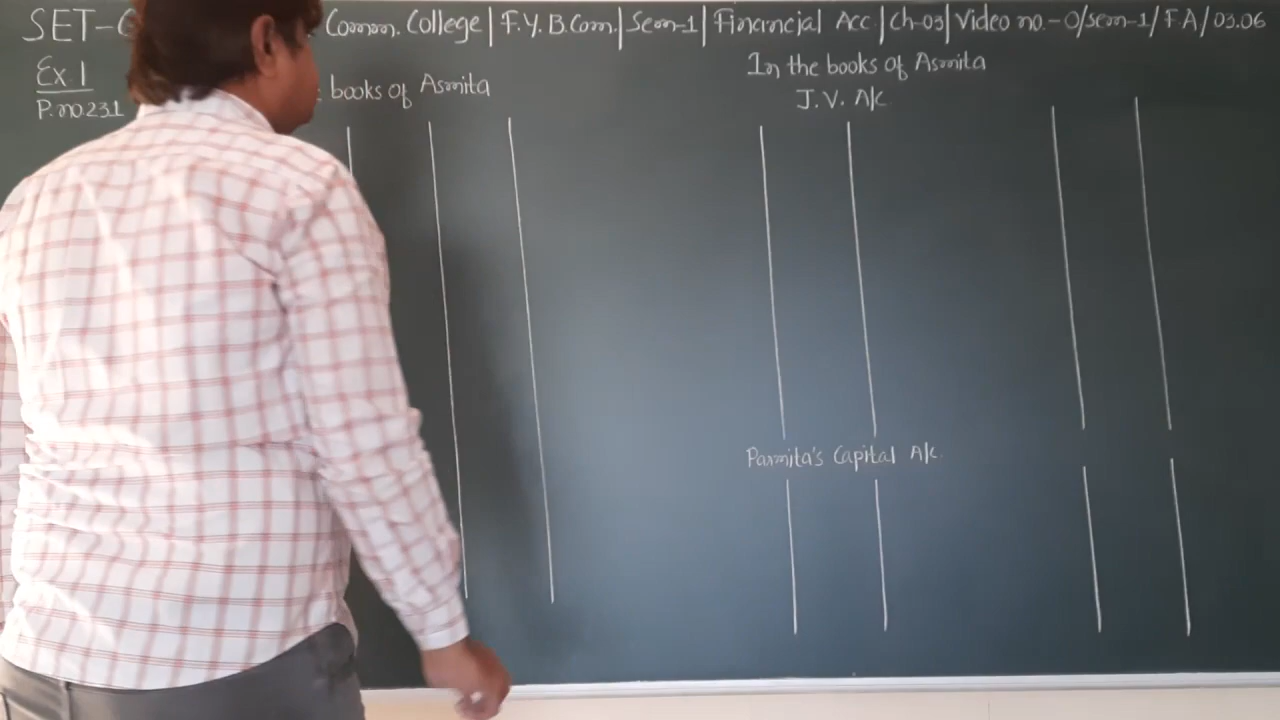 SET- Comm. College | F.Y.B.Com. | Sem-1 | Financial Acc | Ch-03 | Video no.-0/sem-1/F.A/03.06
Ex.1
P.no.231
books of Asmita
In the books of Asmita
J.V. A/c
Parmita's Capital A/c.